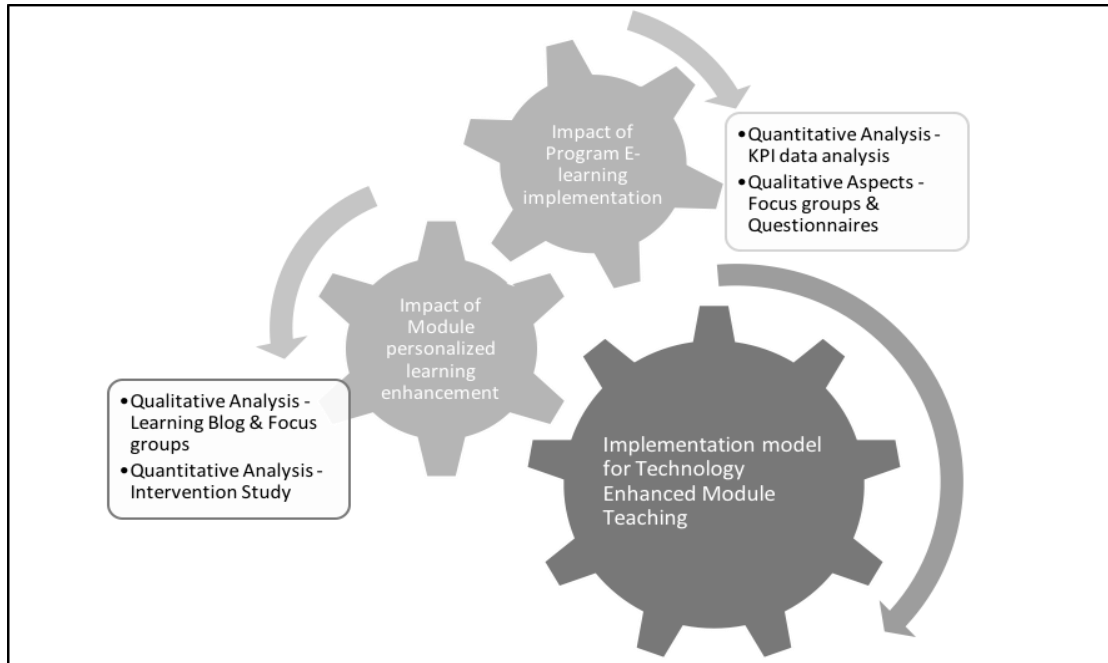 Impact of
Program E-
learning
implementation
•Quantitative Analysis -
KPI data analysis
•Qualitative Aspects -
Focus groups &
Questionnaires
Impact of
Module
personalized
learning
enhancement
•Qualitative Analysis -
Learning Blog & Focus
groups
•Quantitative Analysis -
Intervention Study
Implementation model
for Technology
Enhanced Module
Teaching